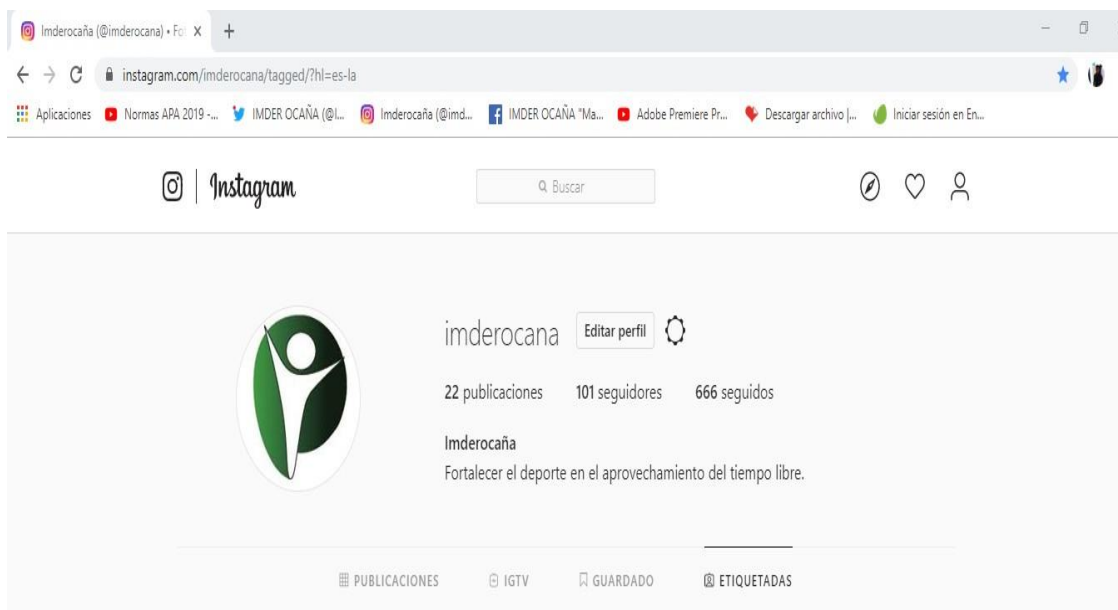 Imderocaña (@imderocana) • Fo
instagram.com/imderocana/tagged/?hl=es-la
Aplicaciones Normas APA 2019 -... IMDER OCAÑA (@I... Imderocaña (@imd... IMDER OCAÑA "Ma... Adobe Premiere Pr... Descargar archivo |... Iniciar sesión en En...
Instagram Buscar
imderocana Editar perfil
22 publicaciones 101 seguidores 666 seguidos
Imderocaña
Fortalecer el deporte en el aprovechamiento del tiempo libre.
PUBLICACIONES IGTV GUARDADO ETIQUETADAS